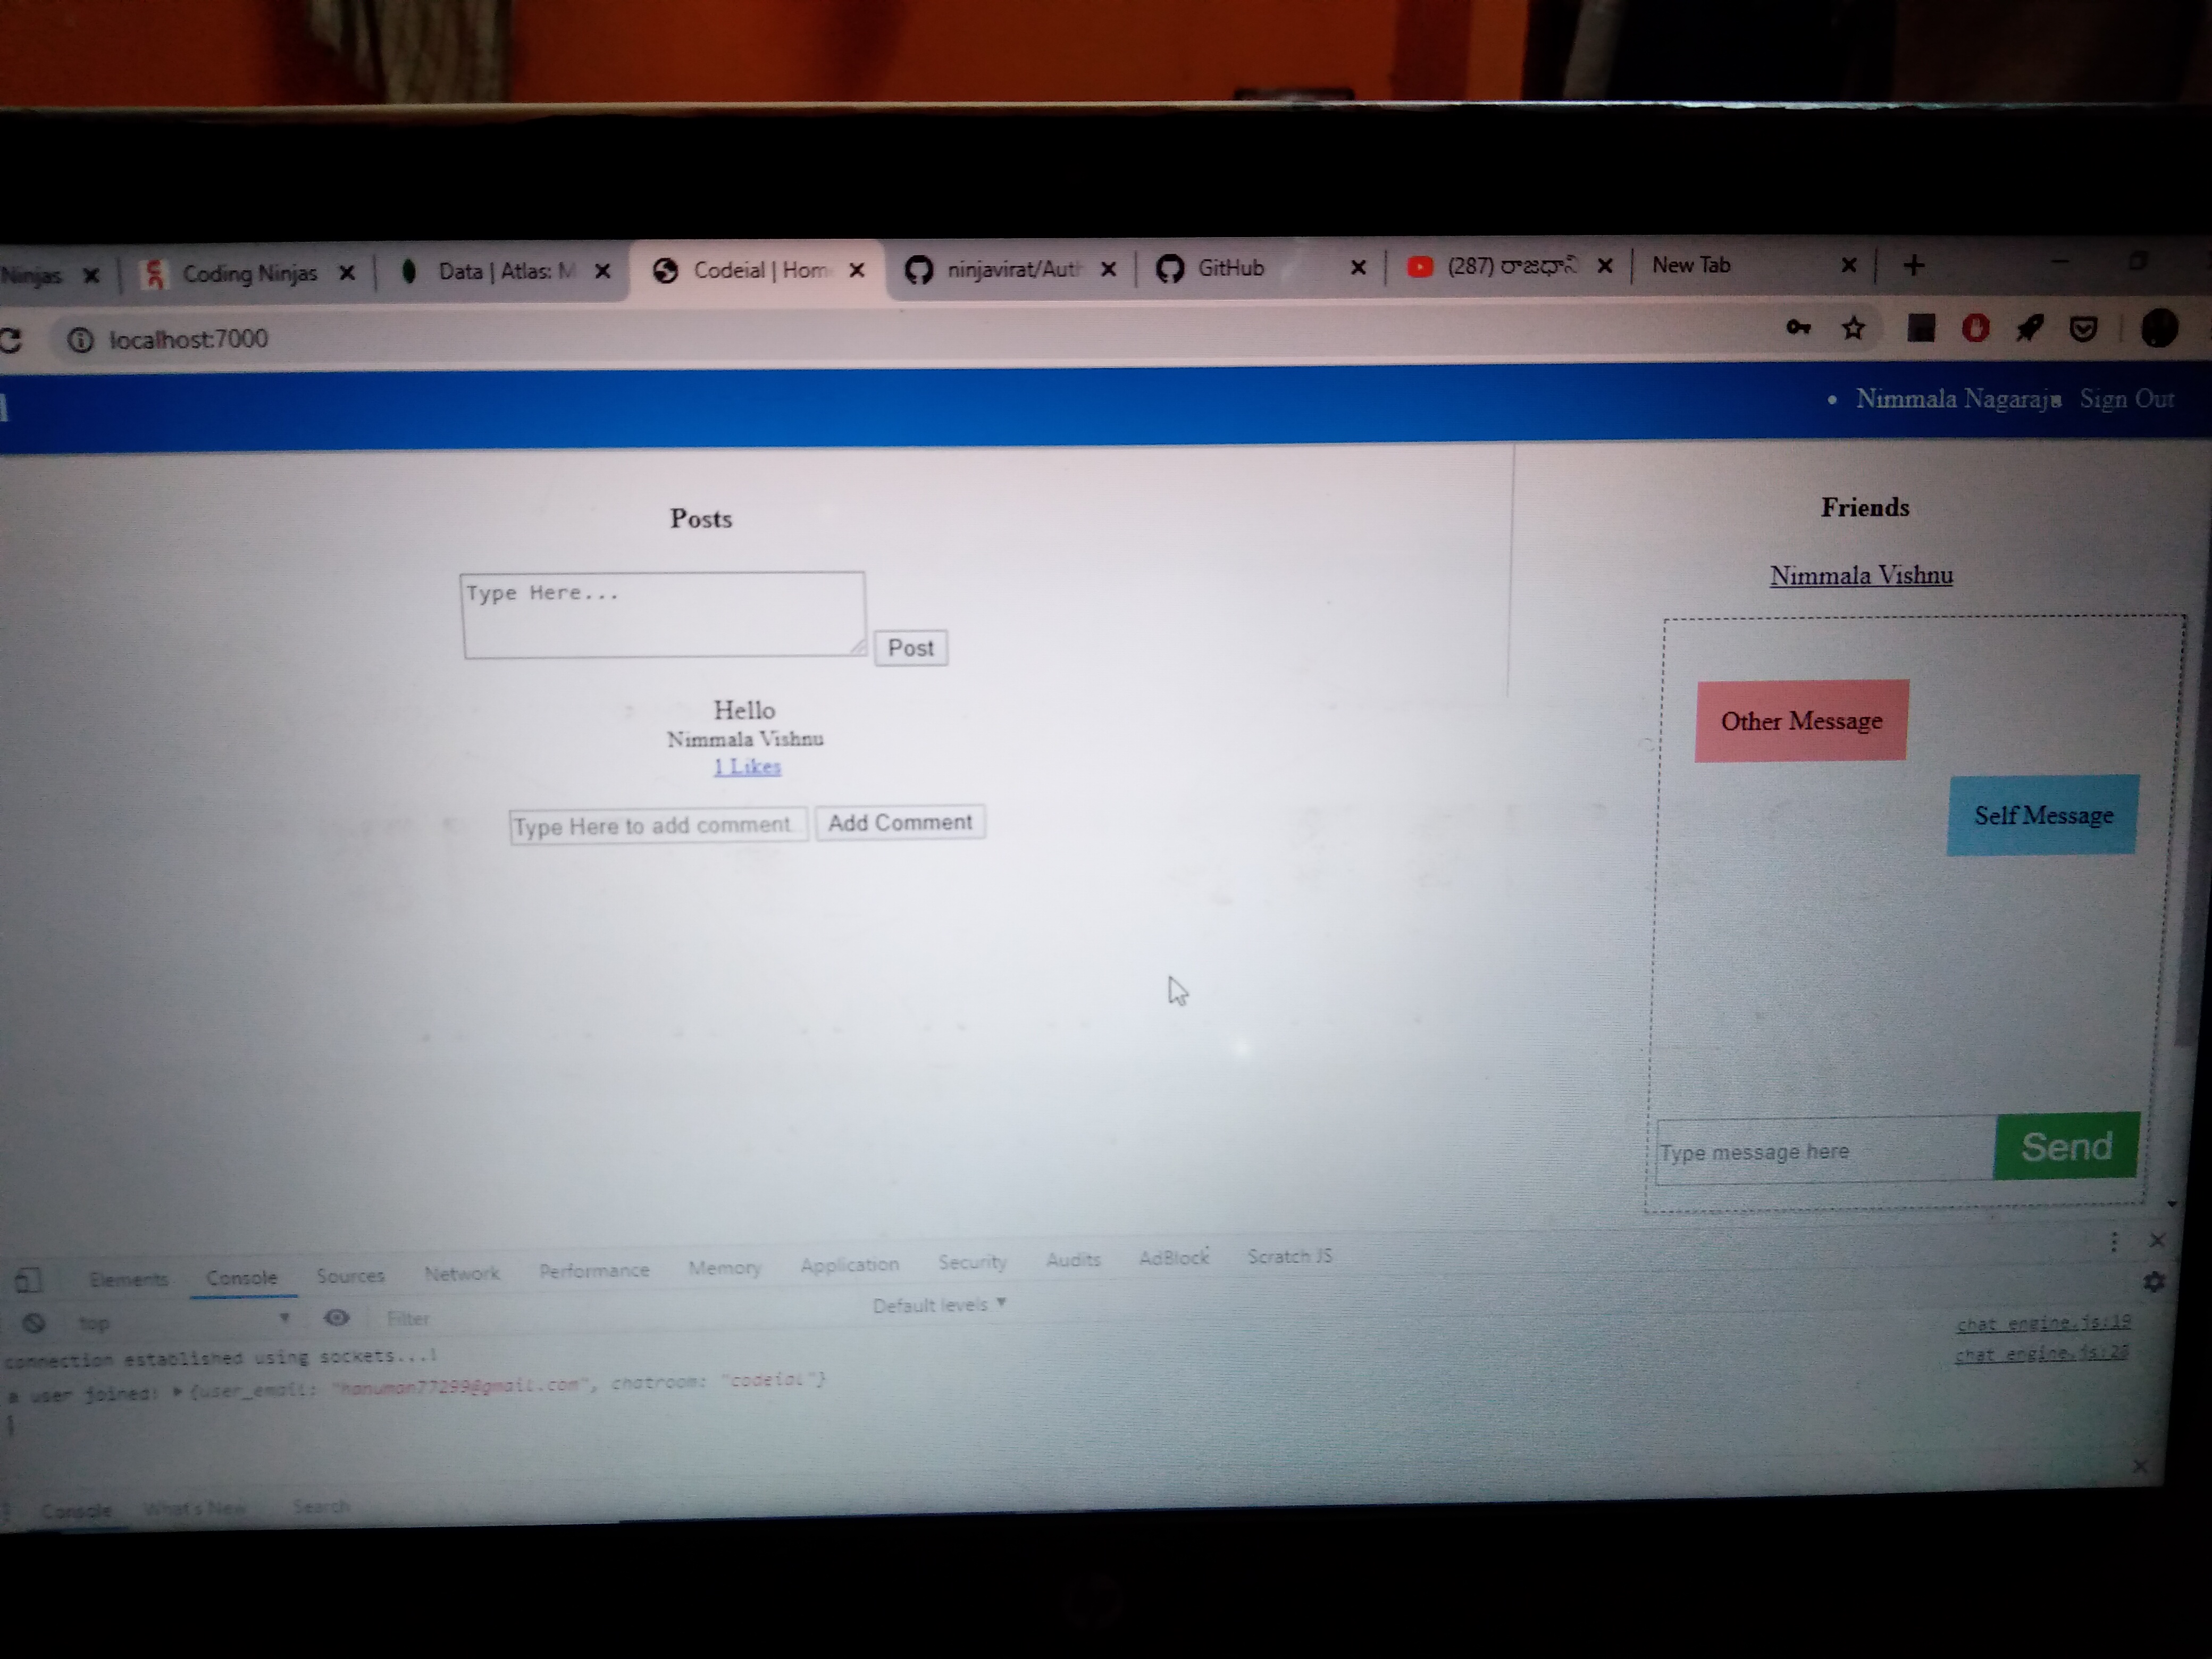 Ninjas
Coding Ninjas
Data | Atlas: M
Codeial | Hom
ninjavirat/Auth
GitHub
(287) రాజధాని
New Tab
localhost:7000
Nimmala Nagaraju
Sign Out
Posts
Type Here...
Post
Hello
Nimmala Vishnu
1 Likes
Type Here to add comment
Add Comment
Friends
Nimmala Vishnu
Other Message
Self Message
Type message here
Send
Elements Console Sources Network Performance Memory Application Security Audits AdBlock Scratch JS
top
Filter
Default levels
connection established using sockets...!
chat_engine.js:19
a user joined! {user_email: "hanuman77299@gmail.com", chatroom: "codeial"}
Console What's New Search